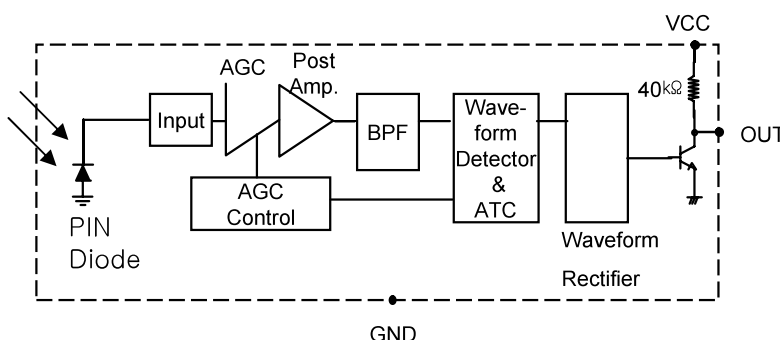 VCC
Post
Amp.
AGC
40kΩ
Input
BPF
Wave-
form
Detector
&
ATC
OUT
AGC
Control
PIN
Diode
Waveform
Rectifier
GND